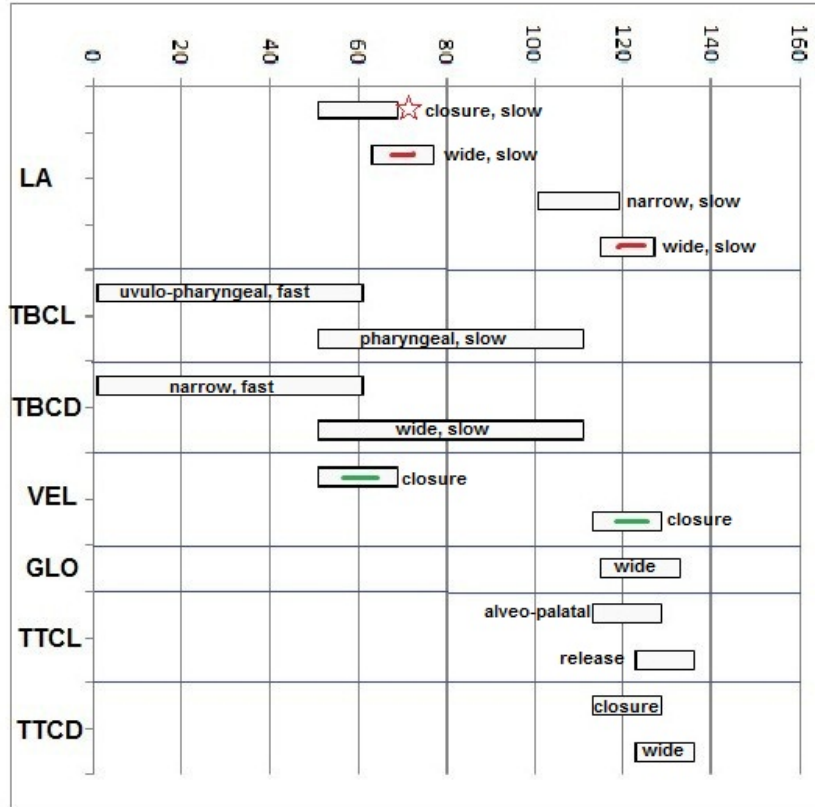 0 20 40 60 80 100 120 140 160
closure, slow
wide, slow
LA
narrow, slow
wide, slow
uvulo-pharyngeal, fast
TBCL
pharyngeal, slow
narrow, fast
TBCD
wide, slow
closure
VEL
closure
GLO wide
alveo-palatal
TTCL
release
closure
TTCD
wide